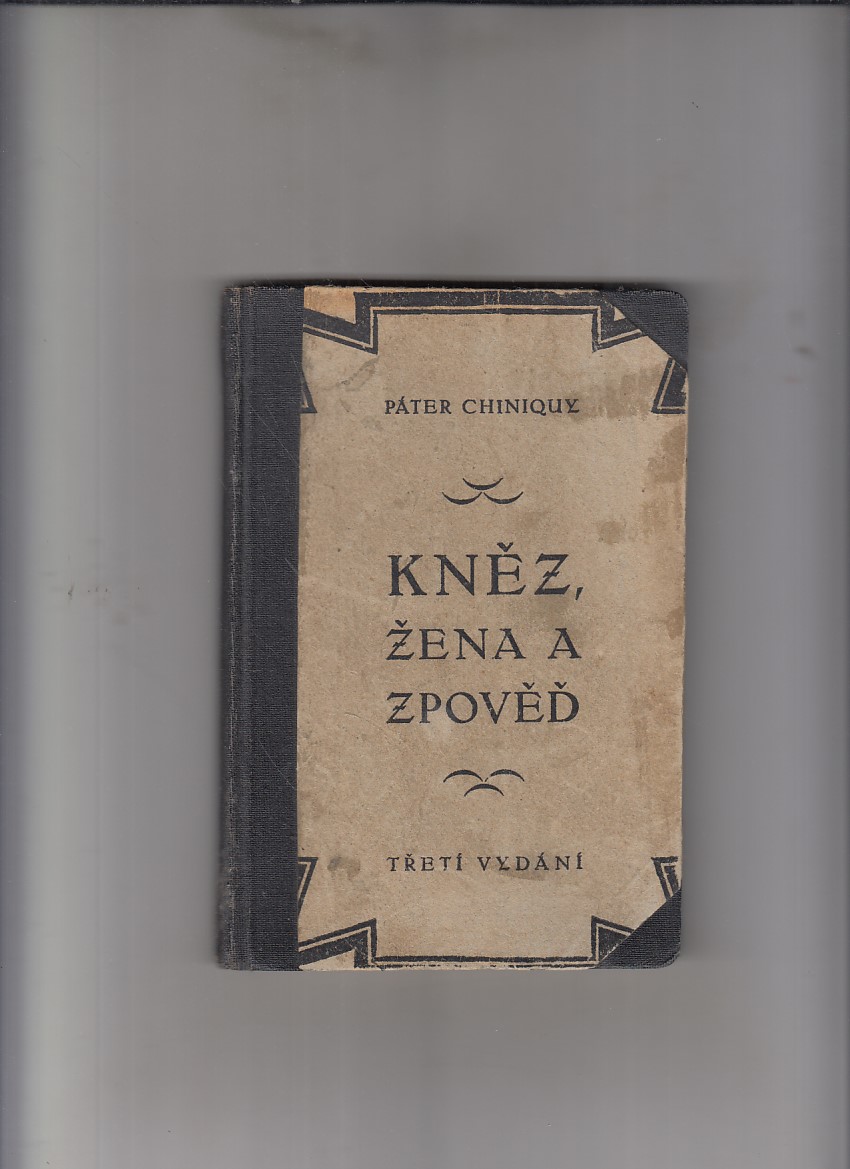 PÁTER CHINIQUY
KNĚZ,
ŽENA A
ZPOVĚĎ
TŘETÍ VYDÁNÍ